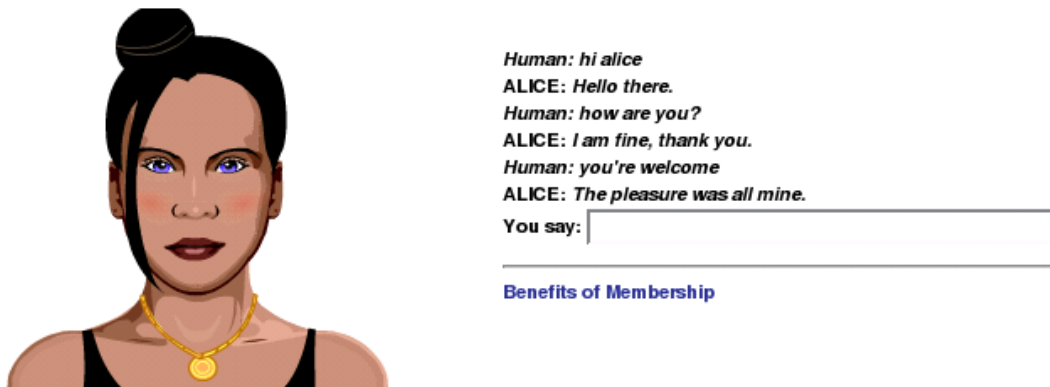 Human: hi alice
ALICE: Hello there.
Human: how are you?
ALICE: I am fine, thank you.
Human: you're welcome
ALICE: The pleasure was all mine.
You say:
Benefits of Membership